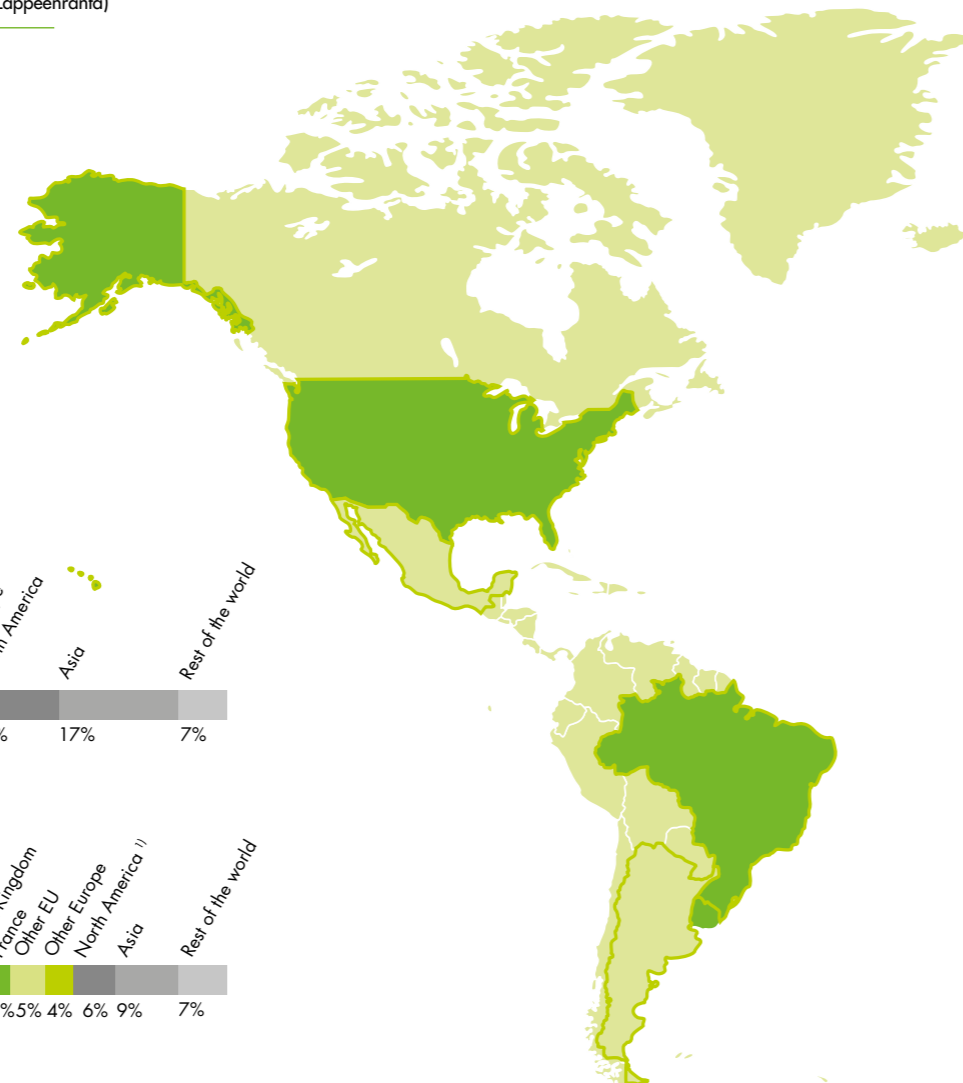 Lappeenranta)
America
Asia
Rest of the world
% 17% 7%
Kingdom
France
Other EU
Other Europe
North America 1)
Asia
Rest of the world
% 5% 4% 6% 9% 7%